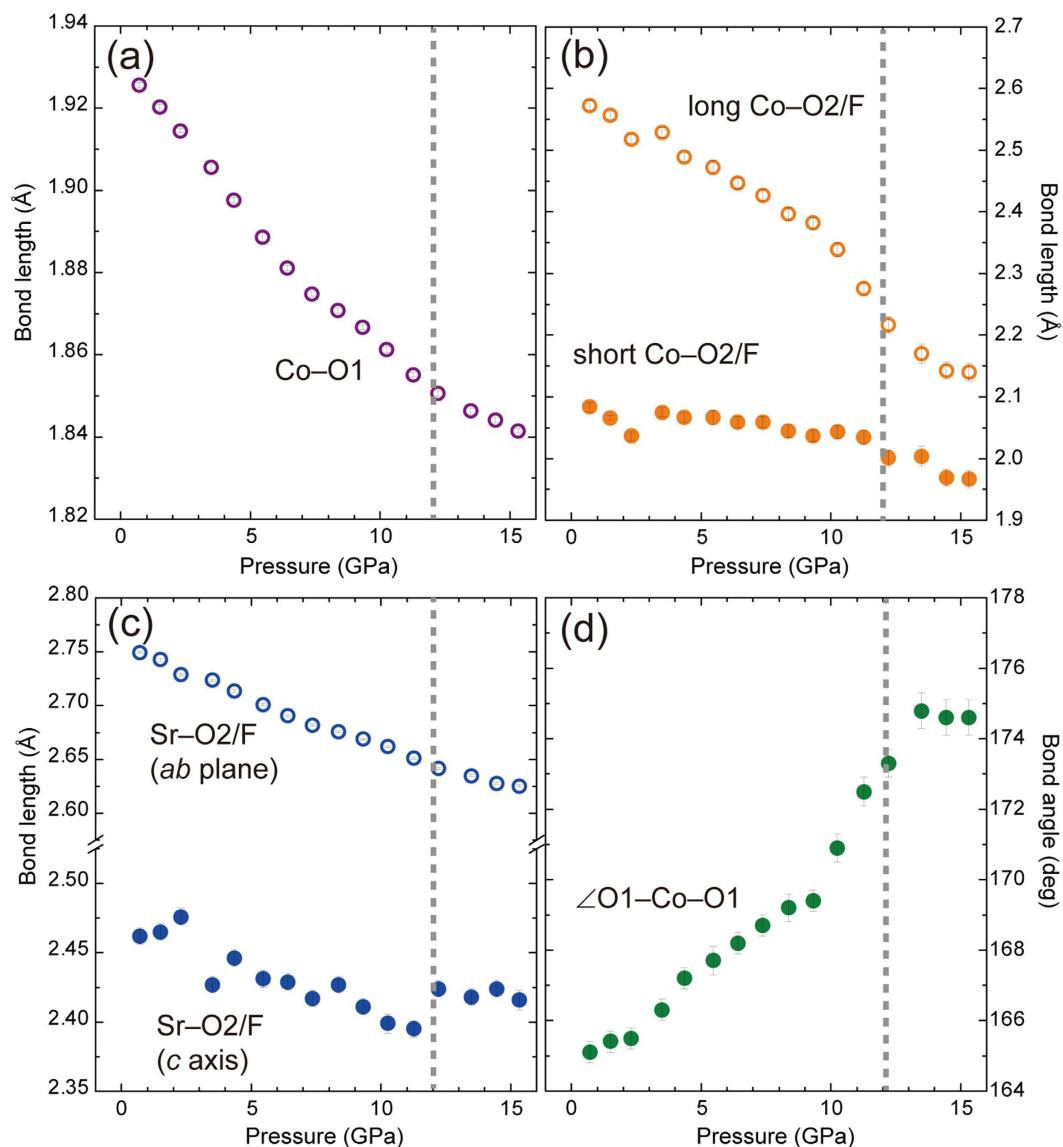 (a)
1.94
1.92
1.90
1.88
1.86
1.84
1.82
Bond length (Å)
Co–O1
0 5 10 15
Pressure (GPa)
(b)
2.7
2.6
2.5
2.4
2.3
2.2
2.1
2.0
1.9
Bond length (Å)
long Co–O2/F
short Co–O2/F
0 5 10 15
Pressure (GPa)
(c)
2.80
2.75
2.70
2.65
2.60
2.50
2.45
2.40
2.35
Bond length (Å)
Sr–O2/F
(ab plane)
Sr–O2/F
(c axis)
0 5 10 15
Pressure (GPa)
(d)
178
176
174
172
170
168
166
164
Bond angle (deg)
∠O1–Co–O1
0 5 10 15
Pressure (GPa)